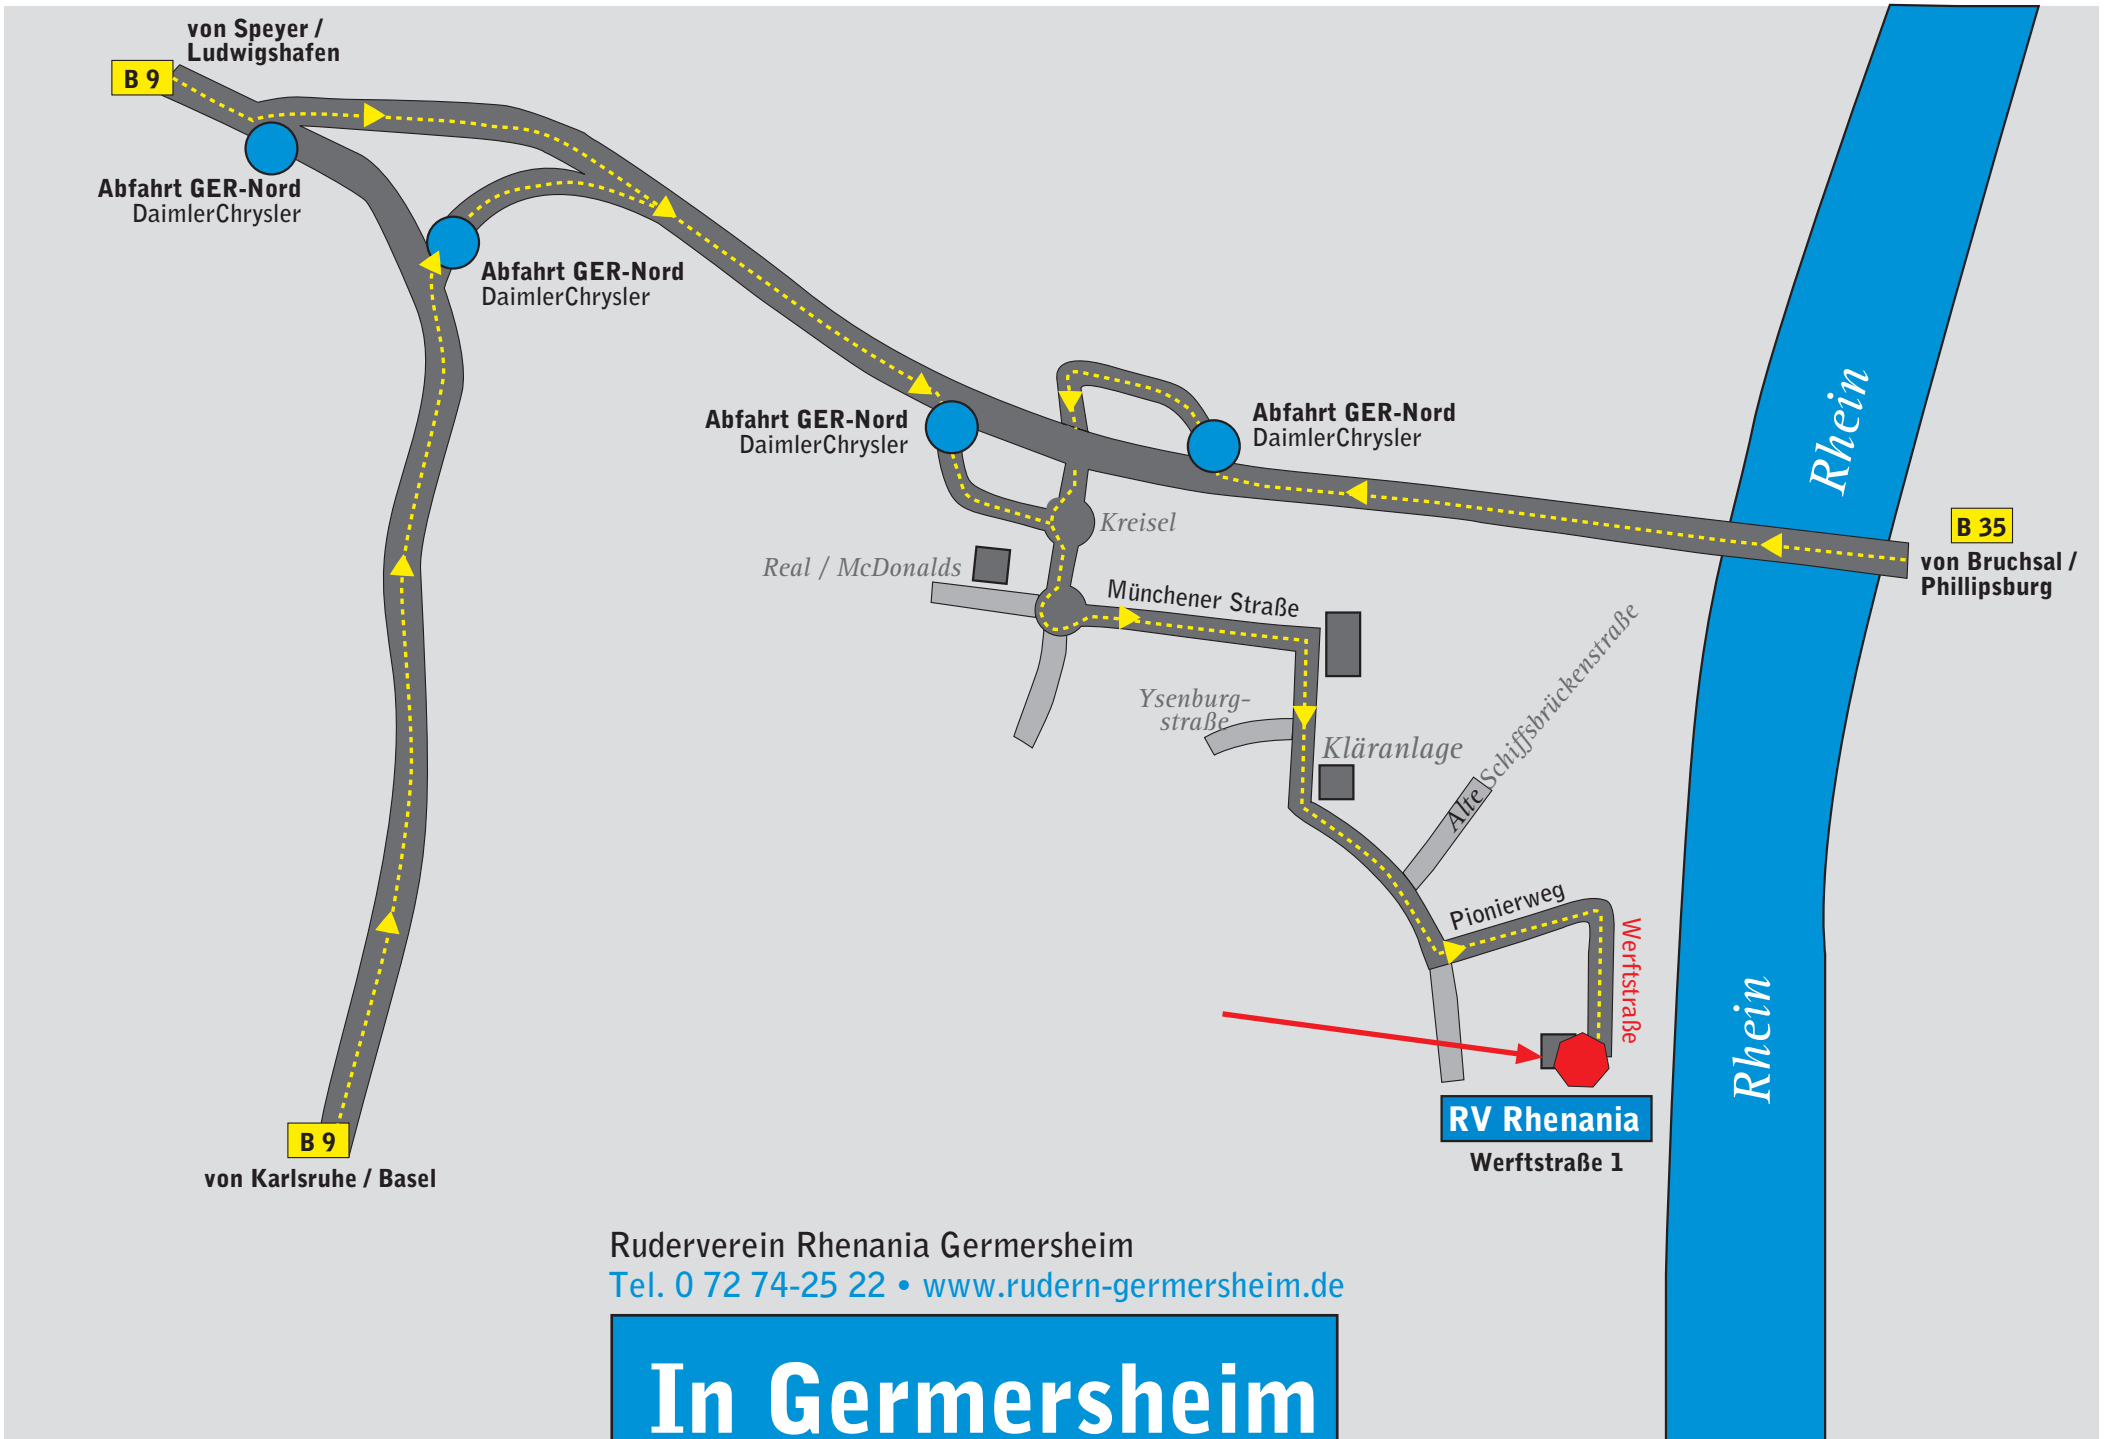 von Speyer /
Ludwigshafen
B 9
Abfahrt GER-Nord
DaimlerChrysler
Abfahrt GER-Nord
DaimlerChrysler
Abfahrt GER-Nord
DaimlerChrysler
Abfahrt GER-Nord
DaimlerChrysler
Rhein
Kreisel
B 35
von Bruchsal /
Phillipsburg
Real / McDonalds
Münchener Straße
Ysenburg-
straße
Kläranlage
Alte Schiffsbrückenstraße
Pionierweg
Werftstraße
Rhein
RV Rhenania
Werftstraße 1
B 9
von Karlsruhe / Basel
Ruderverein Rhenania Germersheim
Tel. 0 72 74-25 22 • www.rudern-germersheim.de
In Germersheim